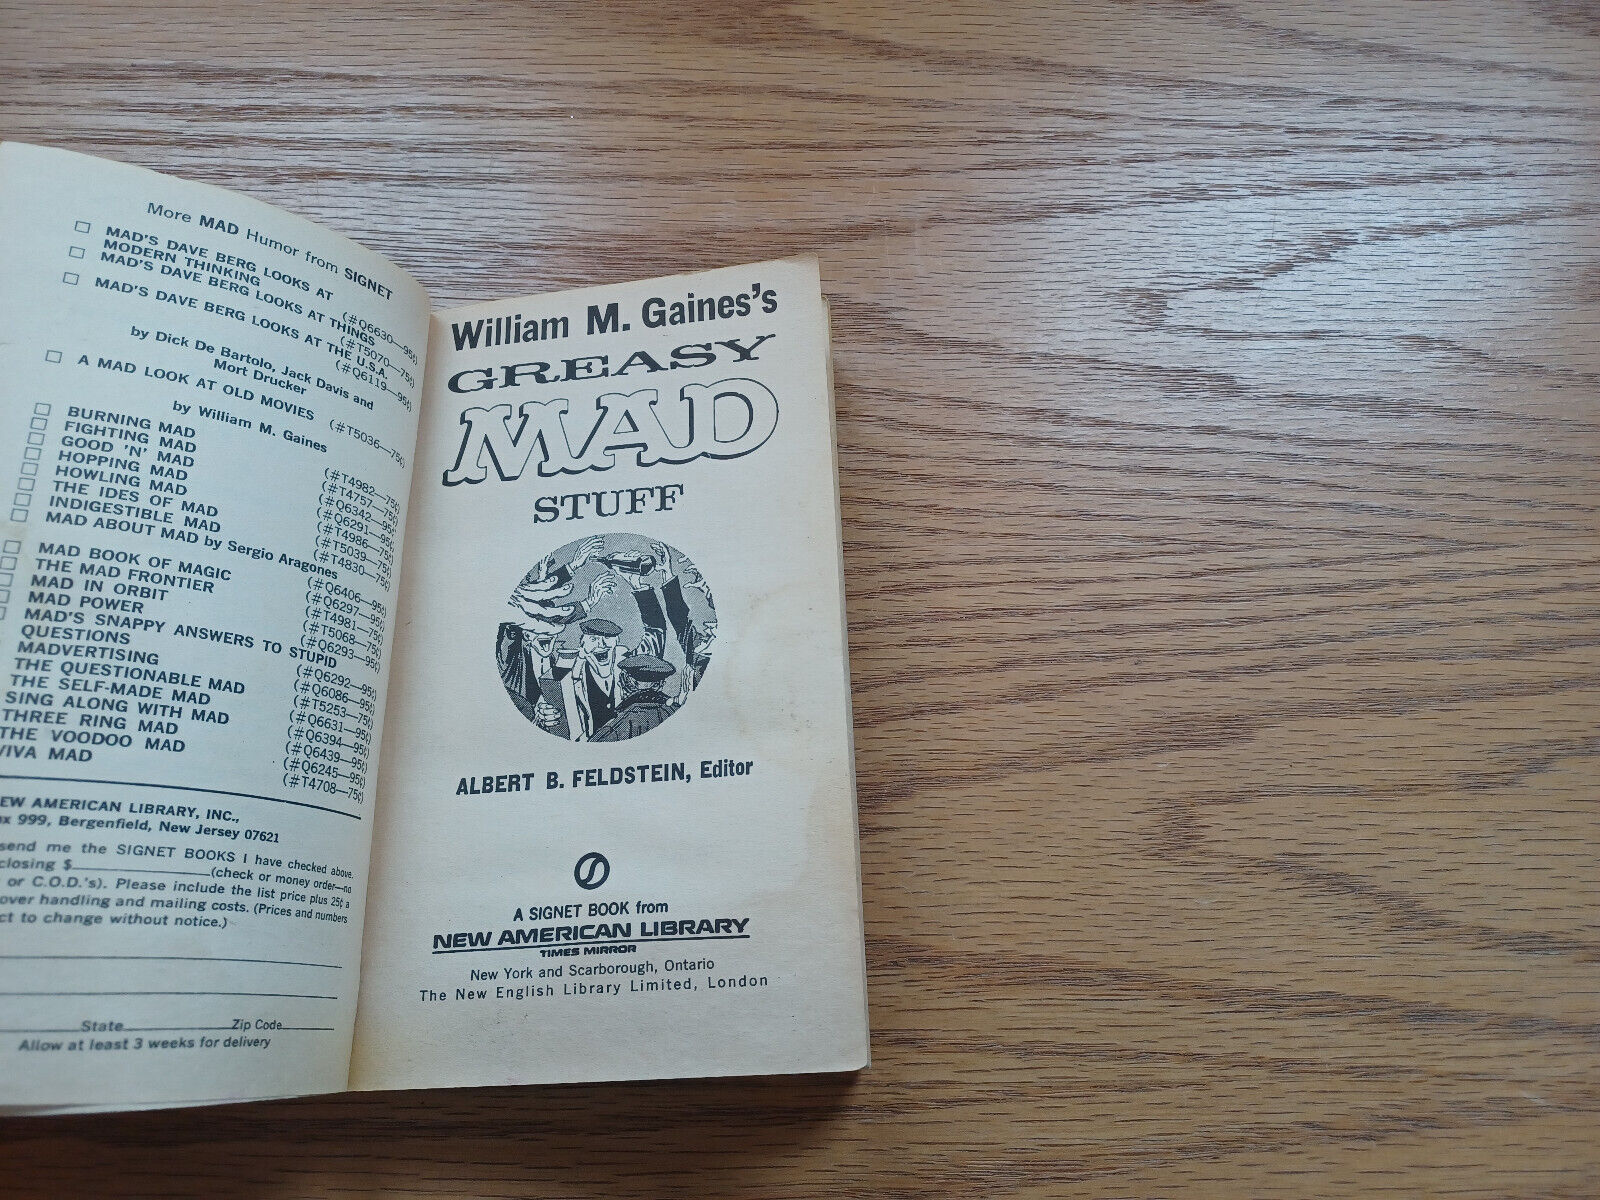 More MAD Humor from SIGNET
MAD'S DAVE BERG LOOKS AT
MODERN THINKING (#Q6630—95¢)
MAD'S DAVE BERG LOOKS AT THINGS
(#T5070—75¢)
MAD'S DAVE BERG LOOKS AT THE U.S.A.
(#Q6119—95¢)
by Dick De Bartolo, Jack Davis and
Mort Drucker
A MAD LOOK AT OLD MOVIES (#T5036—75¢)
by William M. Gaines
BURNING MAD (#T4982—75¢)
FIGHTING MAD (#T4757—75¢)
GOOD 'N' MAD (#Q6342—95¢)
HOPPING MAD (#Q6291—95¢)
HOWLING MAD (#T4986—75¢)
THE IDES OF MAD (#T5039—75¢)
INDIGESTIBLE MAD (#T4830—75¢)
MAD ABOUT MAD by Sergio Aragones
(#Q6406—95¢)
MAD BOOK OF MAGIC (#Q6297—95¢)
THE MAD FRONTIER (#T4981—75¢)
MAD IN ORBIT (#T5068—75¢)
MAD POWER (#Q6293—95¢)
MAD'S SNAPPY ANSWERS TO STUPID
QUESTIONS (#Q6292—95¢)
MADVERTISING (#Q6086—95¢)
THE QUESTIONABLE MAD (#T5253—75¢)
THE SELF-MADE MAD (#Q6631—95¢)
SING ALONG WITH MAD (#Q6394—95¢)
THREE RING MAD (#Q6439—95¢)
THE VOODOO MAD (#Q6245—95¢)
VIVA MAD (#T4708—75¢)
EW AMERICAN LIBRARY, INC.,
x 999, Bergenfield, New Jersey 07621
send me the SIGNET BOOKS I have checked above.
closing $ (check or money order—no
or C.O.D.'s). Please include the list price plus 25¢ a
over handling and mailing costs. (Prices and numbers
ct to change without notice.)
State Zip Code
Allow at least 3 weeks for delivery
William M. Gaines's
GREASY
MAD
STUFF
ALBERT B. FELDSTEIN, Editor
A SIGNET BOOK from
NEW AMERICAN LIBRARY
TIMES MIRROR
New York and Scarborough, Ontario
The New English Library Limited, London